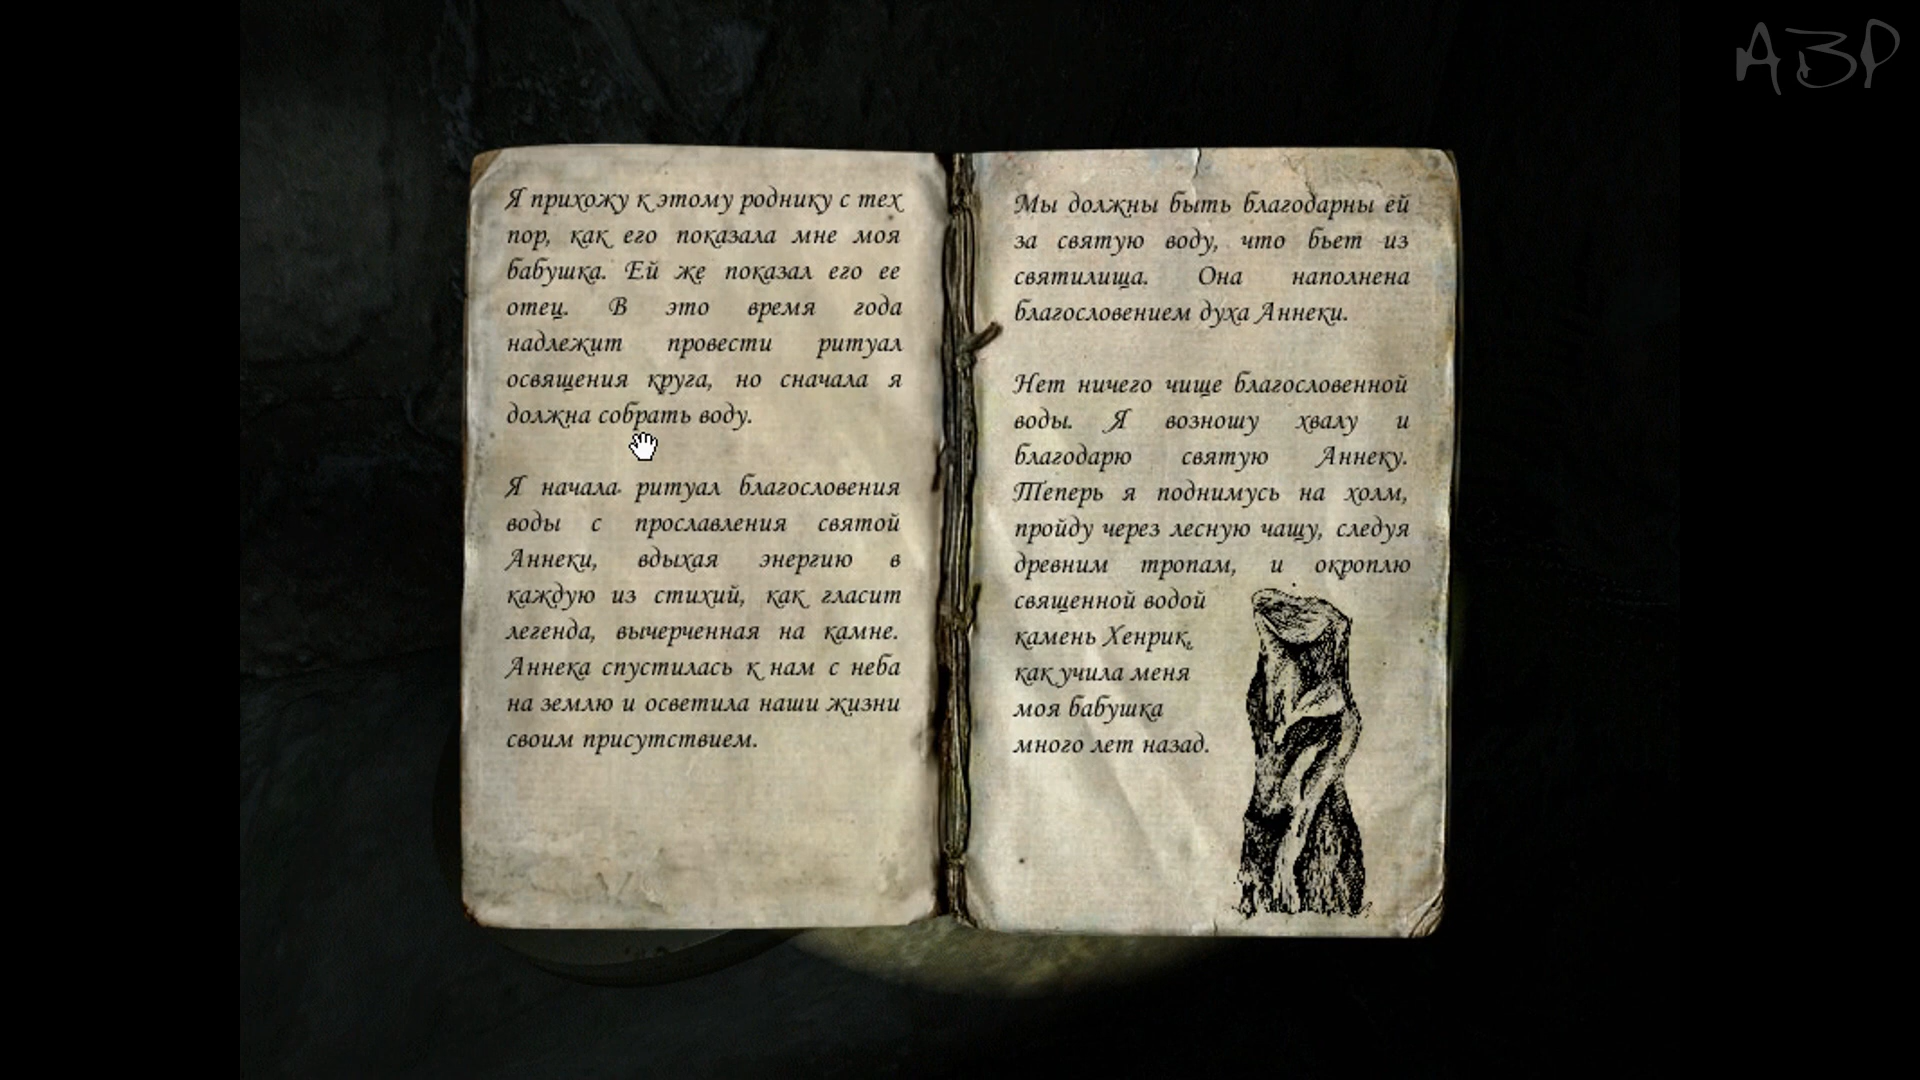 Я прихожу к этому роднику с тех
пор, как его показала мне моя
бабушка. Ей же показал его ее
отец. В это время года
надлежит провести ритуал
освящения круга, но сначала я
должна собрать воду.
Я начала ритуал благословения
воды с прославления святой
Аннеки, вдыхая энергию в
каждую из стихий, как гласит
легенда, вычерченная на камне.
Аннека спустилась к нам с неба
на землю и осветила наши жизни
своим присутствием.
Мы должны быть благодарны ей
за святую воду, что бьет из
святилища. Она наполнена
благословением духа Аннеки.
Нет ничего чище благословенной
воды. Я возношу хвалу и
благодарю святую Аннеку.
Теперь я поднимусь на холм,
пройду через лесную чащу, следуя
древним тропам, и окроплю
священной водой
камень Хенрик,
как учила меня
моя бабушка
много лет назад.
АВР